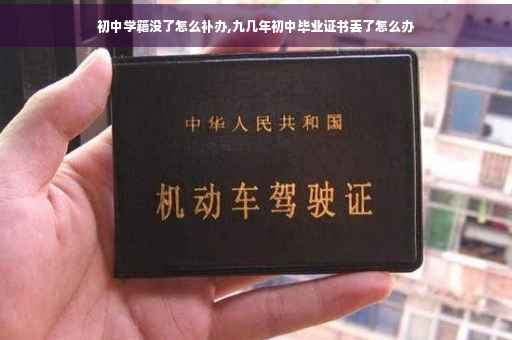 初中学籍没了怎么补办,九几年初中毕业证书丢了怎么办
中华人民共和国
机动车驾驶证